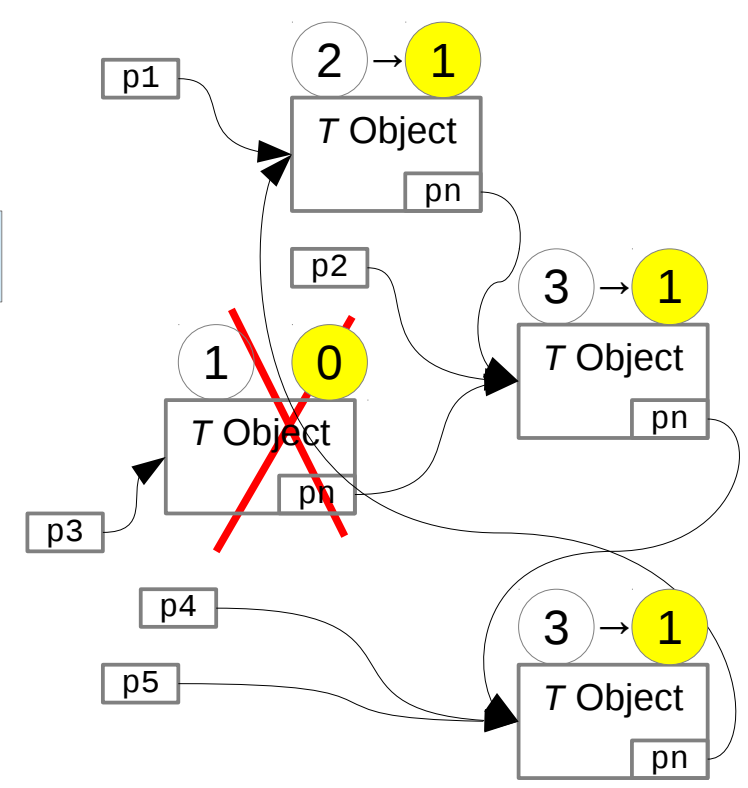 2 → 1
p1
T Object
pn
p2
3 → 1
1 0
T Object
pn
T Object
pn
p3
p4
3 → 1
p5
T Object
pn